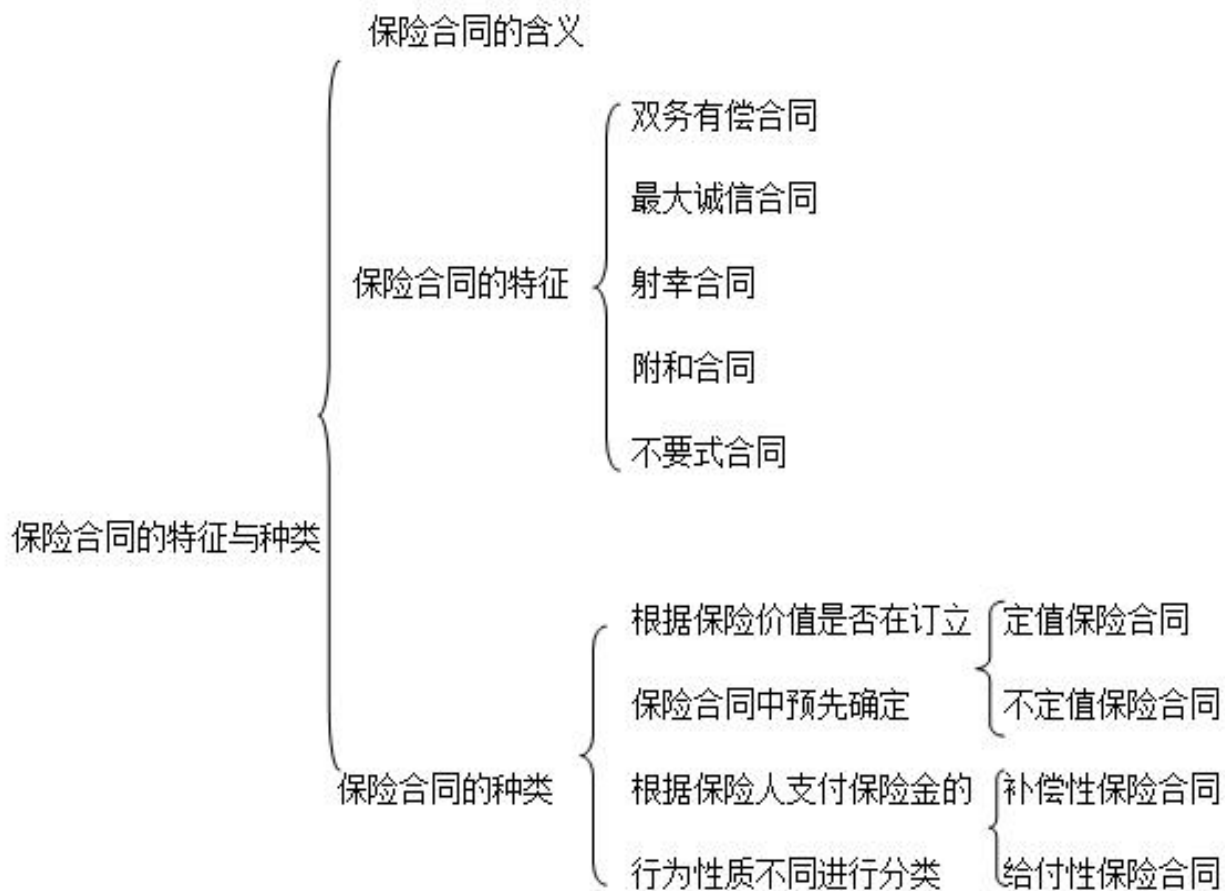 保险合同的含义
双务有偿合同
最大诚信合同
保险合同的特征
射幸合同
附和合同
不要式合同
保险合同的特征与种类
根据保险价值是否在订立
定值保险合同
保险合同中预先确定
不定值保险合同
保险合同的种类
根据保险人支付保险金的
补偿性保险合同
行为性质不同进行分类
给付性保险合同